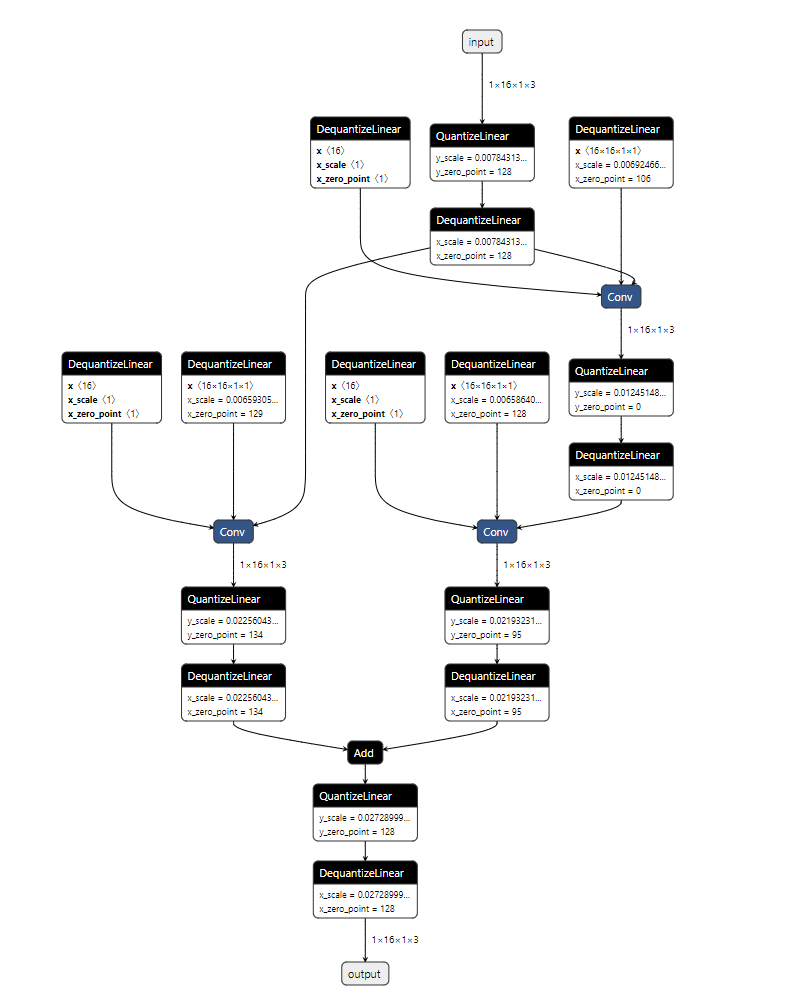 input
1×16×1×3
DequantizeLinear
x 〈16〉
x_scale 〈1〉
x_zero_point 〈1〉
QuantizeLinear
y_scale = 0.00784313...
y_zero_point = 128
DequantizeLinear
x 〈16×16×1×1〉
x_scale = 0.00692466...
x_zero_point = 106
DequantizeLinear
x_scale = 0.00784313...
x_zero_point = 128
Conv
1×16×1×3
DequantizeLinear
x 〈16〉
x_scale 〈1〉
x_zero_point 〈1〉
DequantizeLinear
x 〈16×16×1×1〉
x_scale = 0.00659305...
x_zero_point = 129
DequantizeLinear
x 〈16〉
x_scale 〈1〉
x_zero_point 〈1〉
DequantizeLinear
x 〈16×16×1×1〉
x_scale = 0.00658640...
x_zero_point = 128
QuantizeLinear
y_scale = 0.01245148...
y_zero_point = 0
DequantizeLinear
x_scale = 0.01245148...
x_zero_point = 0
Conv
Conv
1×16×1×3
1×16×1×3
QuantizeLinear
y_scale = 0.02256043...
y_zero_point = 134
QuantizeLinear
y_scale = 0.02193231...
y_zero_point = 95
DequantizeLinear
x_scale = 0.02256043...
x_zero_point = 134
DequantizeLinear
x_scale = 0.02193231...
x_zero_point = 95
Add
QuantizeLinear
y_scale = 0.02728999...
y_zero_point = 128
DequantizeLinear
x_scale = 0.02728999...
x_zero_point = 128
1×16×1×3
output